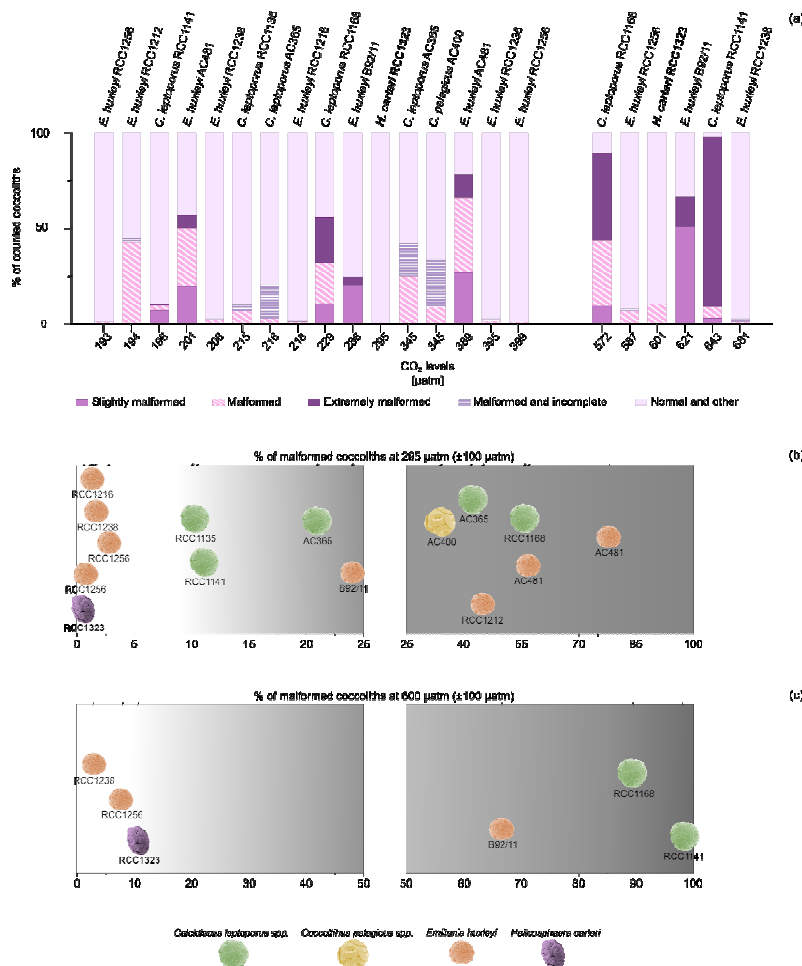 (a)
E. huxleyi RCC1256
E. huxleyi RCC1212
C. leptoporus RCC1141
E. huxleyi AC481
E. huxleyi RCC1238
C. leptoporus RCC1135
C. leptoporus AC365
E. huxleyi RCC1216
C. leptoporus RCC1168
E. huxleyi B92/11
H. carteri RCC1323
C. leptoporus AC365
C. pelagicus AC400
E. huxleyi AC481
E. huxleyi RCC1238
E. huxleyi RCC1256
C. leptoporus RCC1168
E. huxleyi RCC1256
H. carteri RCC1323
E. huxleyi B92/11
C. leptoporus RCC1141
E. huxleyi RCC1238
100
50
0
% of counted coccoliths
193 194 196 201 208 215 216 218 229 286 295 345 345 389 395 399 572 587 601 621 643 681
CO₂ levels
[µatm]
Slightly malformed Malformed Extremely malformed Malformed and incomplete Normal and other
(b)
% of malformed coccoliths at 295 µatm (±100 µatm)
RCC1216
RCC1238
RCC1256
RCC1256
RCC1323
RCC1135
RCC1141
AC365
B92/11
AC400
AC365
RCC1168
AC481
AC481
RCC1212
0 5 10 20 25 25 40 55 70 85 100
(c)
% of malformed coccoliths at 600 µatm (±100 µatm)
RCC1238
RCC1256
RCC1323
RCC1168
B92/11
RCC1141
0 10 20 30 40 50 50 60 70 80 90 100
Calcidiscus leptoporus spp. Coccolithus pelagicus spp. Emiliania huxleyi Helicosphaera carteri